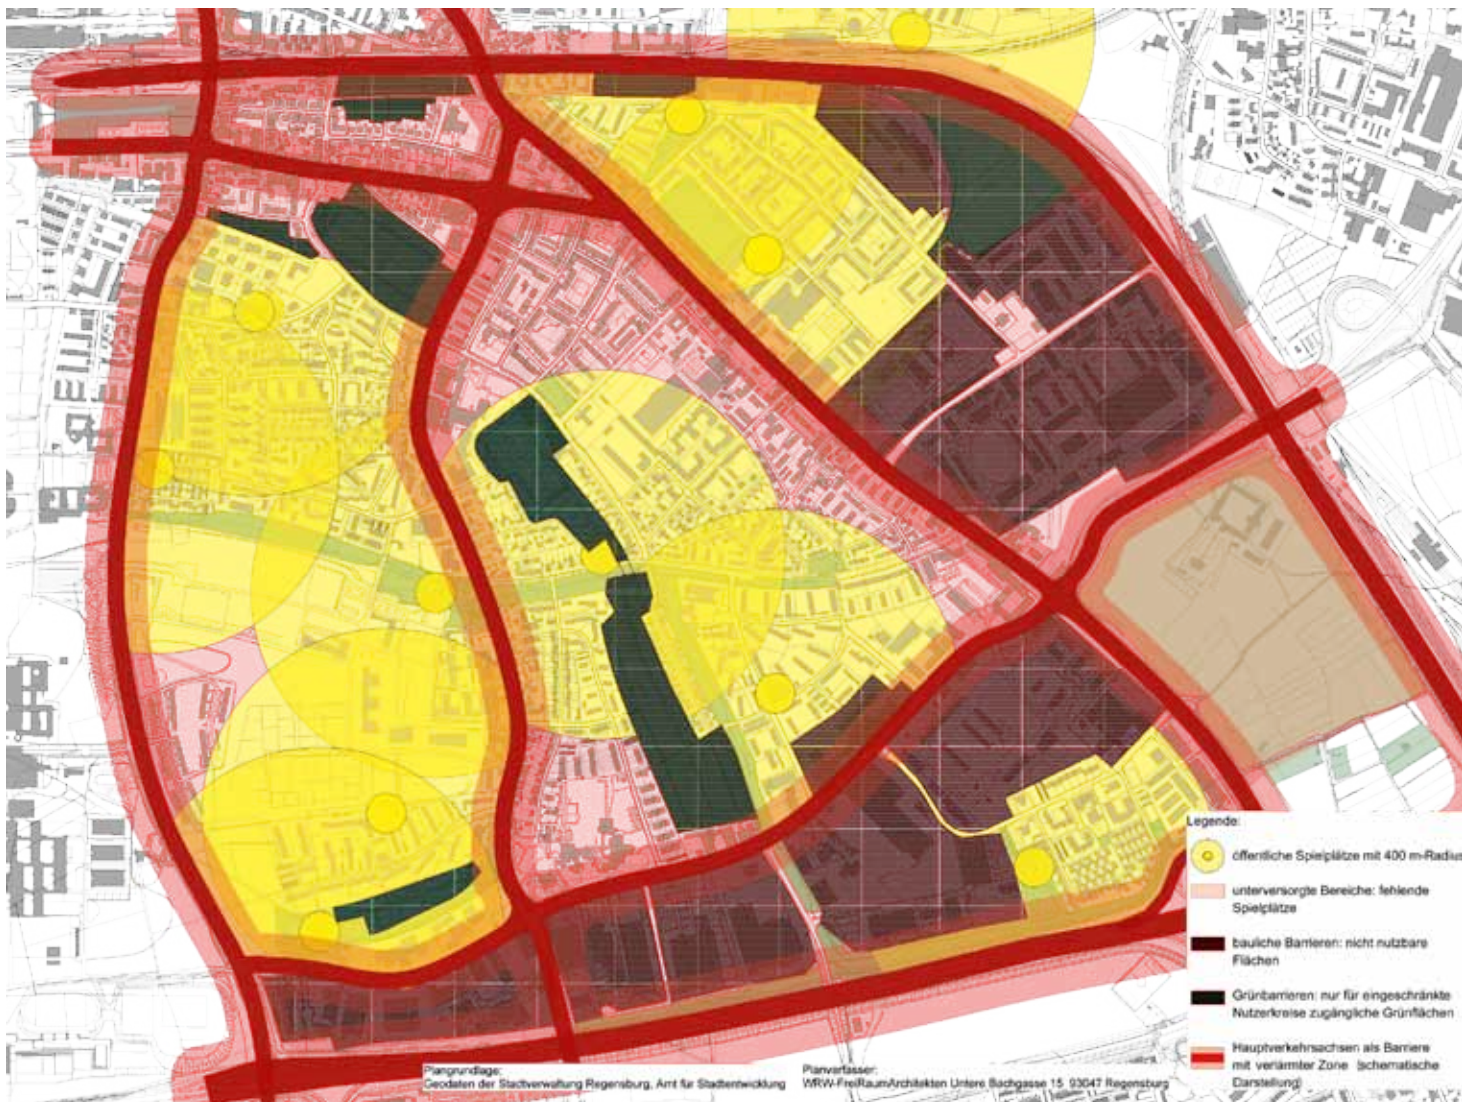 Legende:
öffentliche Spielplätze mit 400 m-Radius
unterversorgte Bereiche: fehlende
Spielplätze
bauliche Barrieren: nicht nutzbare
Flächen
Grünbarrieren: nur für eingeschränkte
Nutzerkreise zugängliche Grünflächen
Hauptverkehrsachsen als Barriere
mit verlärmter Zone (schematische
Darstellung)
Plangrundlage:
Geodaten der Stadtverwaltung Regensburg, Amt für Stadtentwicklung
Planverfasser:
WRW-FreiRaumArchitekten Untere Bachgasse 15 93047 Regensburg